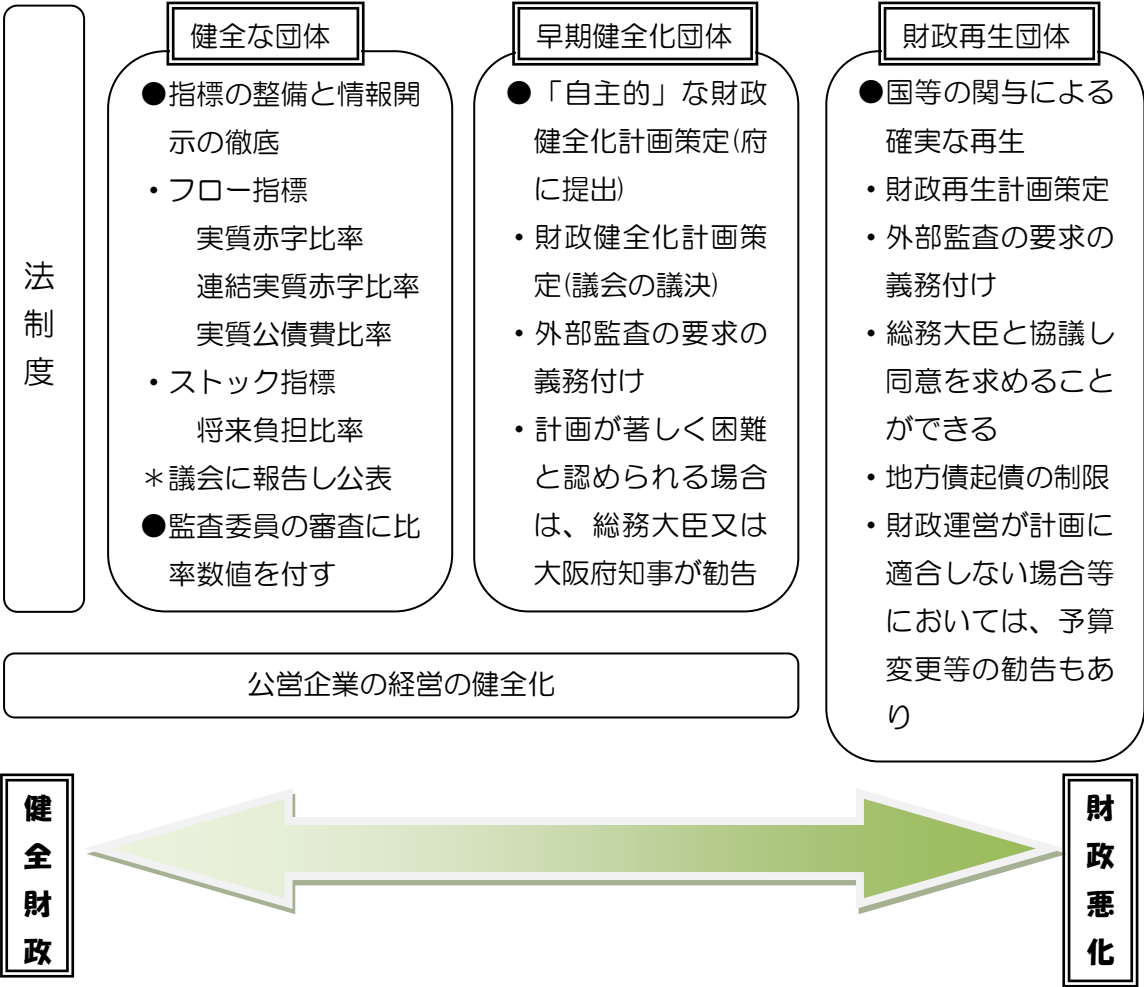 法制度
健全な団体
●指標の整備と情報開
示の徹底
・フロー指標
実質赤字比率
連結実質赤字比率
実質公債費比率
・ストック指標
将来負担比率
＊議会に報告し公表
●監査委員の審査に比
率数値を付す
早期健全化団体
●「自主的」な財政
健全化計画策定(府
に提出)
・財政健全化計画策
定(議会の議決)
・外部監査の要求の
義務付け
・計画が著しく困難
と認められる場合
は、総務大臣又は
大阪府知事が勧告
財政再生団体
●国等の関与による
確実な再生
・財政再生計画策定
・外部監査の要求の
義務付け
・総務大臣と協議し
同意を求めること
ができる
・地方債起債の制限
・財政運営が計画に
適合しない場合等
においては、予算
変更等の勧告もあ
り
公営企業の経営の健全化
健全財政
財政悪化